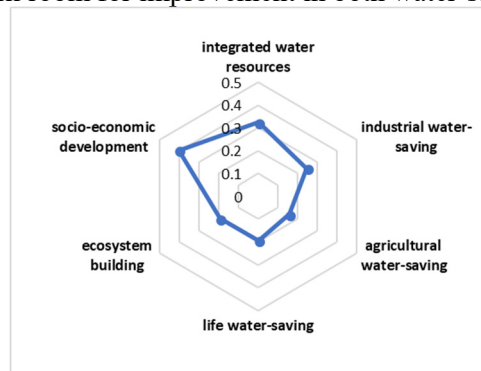 integrated water
resources
0.5
0.4
0.3
0.2
0.1
0
industrial water-
saving
agricultural
water-saving
life water-saving
ecosystem
building
socio-economic
development